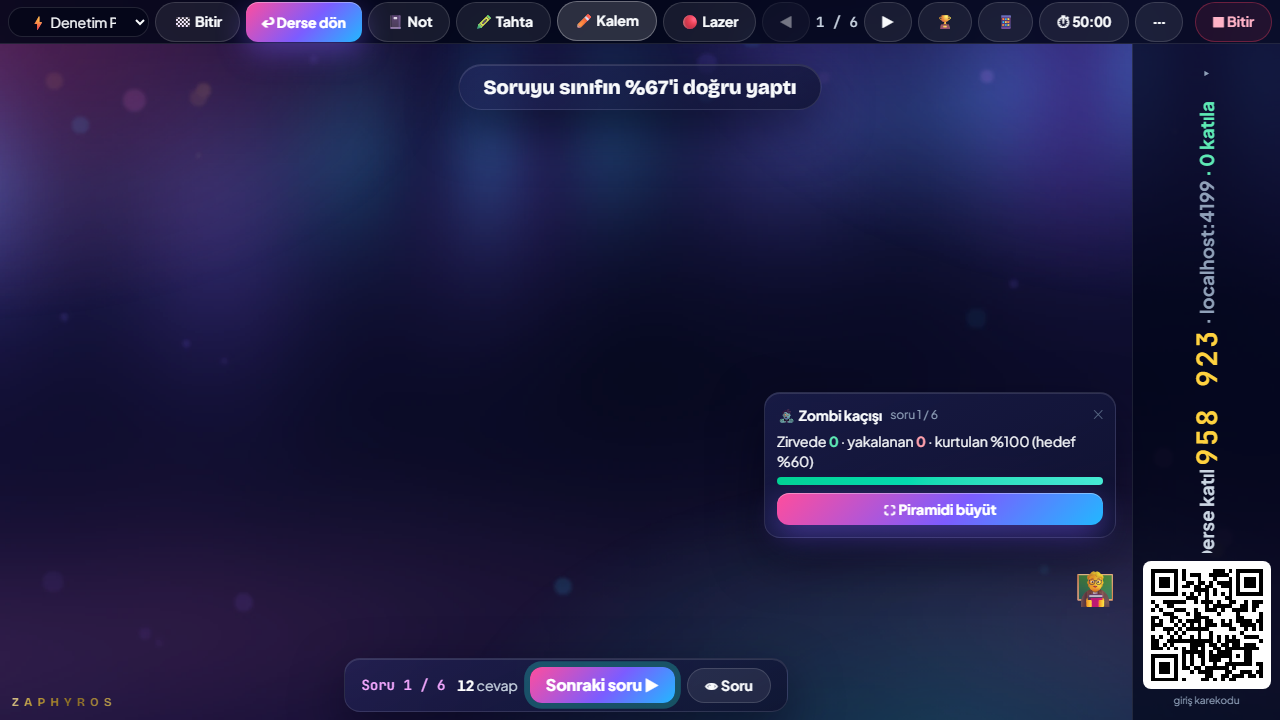 Denetim F
Bitir
Derse dön
Not
Tahta
Kalem
Lazer
1 / 6
50:00
Bitir
Soruyu sınıfın %67'i doğru yaptı
Zombi kaçışı soru 1 / 6
Zirvede 0 · yakalanan 0 · kurtulan %100 (hedef
%60)
Piramidi büyüt
Derse katıl 958 923 · localhost:4199 · 0 katıla
giriş karekodu
Soru 1 / 6 12 cevap Sonraki soru Soru
ZAPHYROS